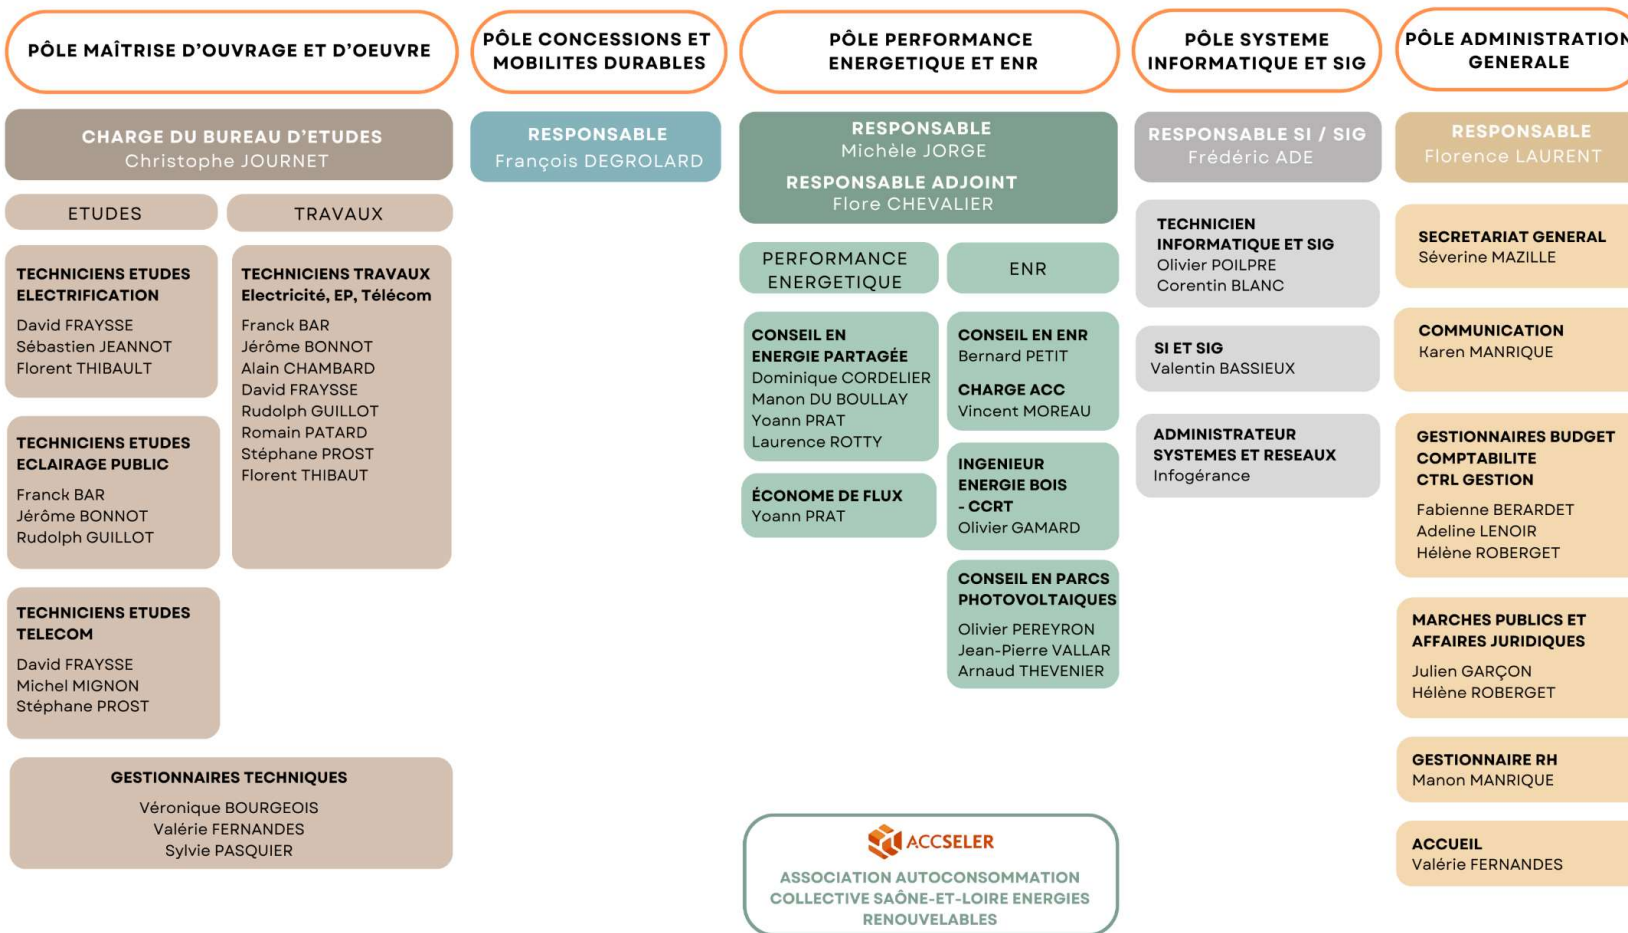 PÔLE MAÎTRISE D'OUVRAGE ET D'OEUVRE
CHARGE DU BUREAU D'ETUDES
Christophe JOURNET
ETUDES
TECHNICIENS ETUDES
ELECTRIFICATION
David FRAYSSE
Sébastien JEANNOT
Florent THIBAULT
TECHNICIENS ETUDES
ECLAIRAGE PUBLIC
Franck BAR
Jérôme BONNOT
Rudolph GUILLOT
TECHNICIENS ETUDES
TELECOM
David FRAYSSE
Michel MIGNON
Stéphane PROST
TRAVAUX
TECHNICIENS TRAVAUX
Electricité, EP, Télécom
Franck BAR
Jérôme BONNOT
Alain CHAMBARD
David FRAYSSE
Rudolph GUILLOT
Romain PATARD
Stéphane PROST
Florent THIBAUT
GESTIONNAIRES TECHNIQUES
Véronique BOURGEOIS
Valérie FERNANDES
Sylvie PASQUIER
PÔLE CONCESSIONS ET
MOBILITES DURABLES
RESPONSABLE
François DEGROLARD
PÔLE PERFORMANCE
ENERGETIQUE ET ENR
RESPONSABLE
Michèle JORGE
RESPONSABLE ADJOINT
Flore CHEVALIER
PERFORMANCE
ENERGETIQUE
CONSEIL EN
ENERGIE PARTAGÉE
Dominique CORDELIER
Manon DU BOULLAY
Yoann PRAT
Laurence ROTTY
ÉCONOME DE FLUX
Yoann PRAT
ENR
CONSEIL EN ENR
Bernard PETIT
CHARGE ACC
Vincent MOREAU
INGENIEUR
ENERGIE BOIS
- CCRT
Olivier GAMARD
CONSEIL EN PARCS
PHOTOVOLTAIQUES
Olivier PEREYRON
Jean-Pierre VALLAR
Arnaud THEVENIER
ACCSELER
ASSOCIATION AUTOCONSOMMATION
COLLECTIVE SAÔNE-ET-LOIRE ENERGIES
RENOUVELABLES
PÔLE SYSTEME
INFORMATIQUE ET SIG
RESPONSABLE SI / SIG
Frédéric ADE
TECHNICIEN
INFORMATIQUE ET SIG
Olivier POILPRE
Corentin BLANC
SI ET SIG
Valentin BASSIEUX
ADMINISTRATEUR
SYSTEMES ET RESEAUX
Infogérance
PÔLE ADMINISTRATION
GENERALE
RESPONSABLE
Florence LAURENT
SECRETARIAT GENERAL
Séverine MAZILLE
COMMUNICATION
Karen MANRIQUE
GESTIONNAIRES BUDGET
COMPTABILITE
CTRL GESTION
Fabienne BERARDET
Adeline LENOIR
Hélène ROBERGET
MARCHES PUBLICS ET
AFFAIRES JURIDIQUES
Julien GARÇON
Hélène ROBERGET
GESTIONNAIRE RH
Manon MANRIQUE
ACCUEIL
Valérie FERNANDES